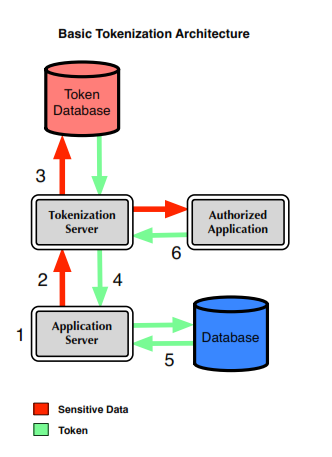 Basic Tokenization Architecture
Token
Database
3
Tokenization
Server
Authorized
Application
6
2
4
1
Application
Server
Database
5
Sensitive Data
Token